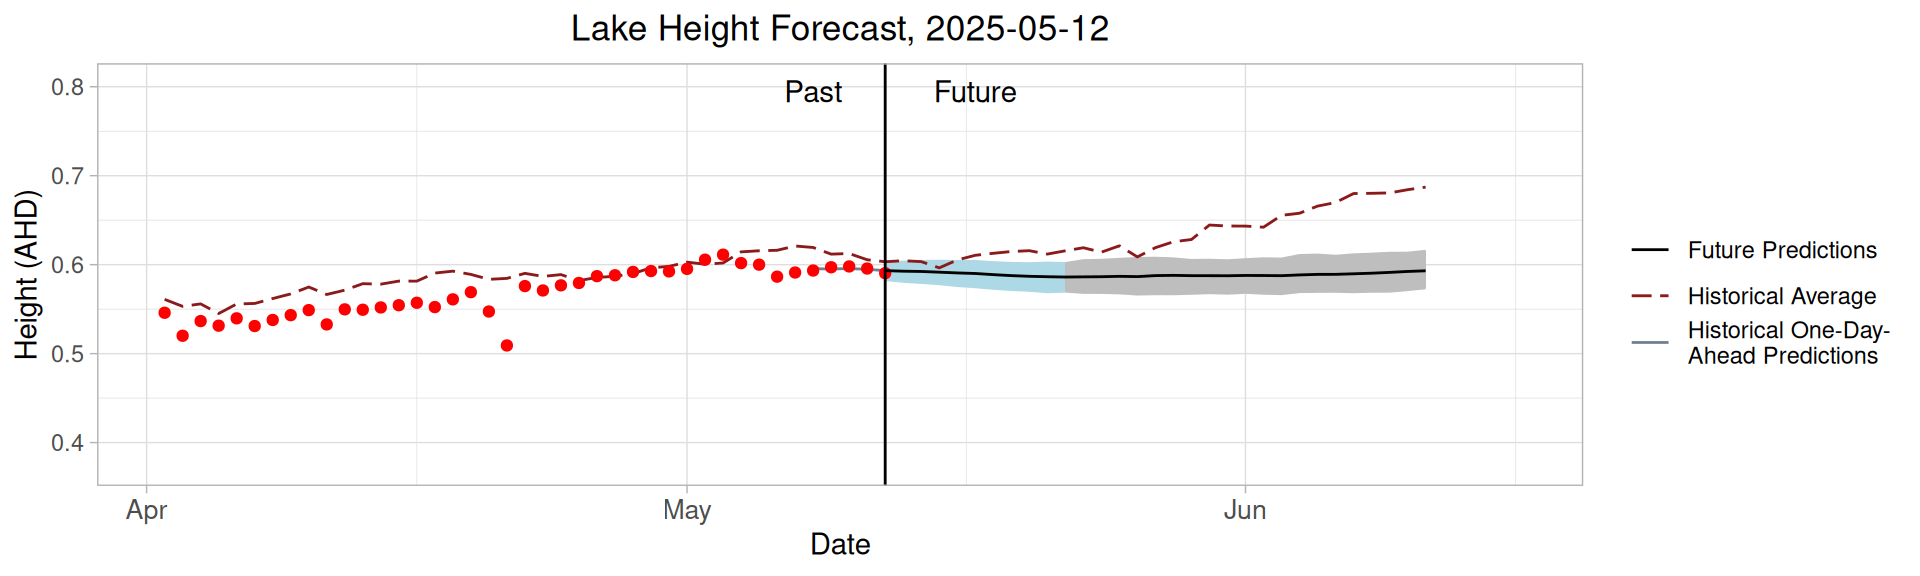 Lake Height Forecast, 2025-05-12
Past
Future
0.8
0.7
0.6
0.5
0.4
Height (AHD)
Apr
May
Jun
Date
Future Predictions
Historical Average
Historical One-Day-
Ahead Predictions